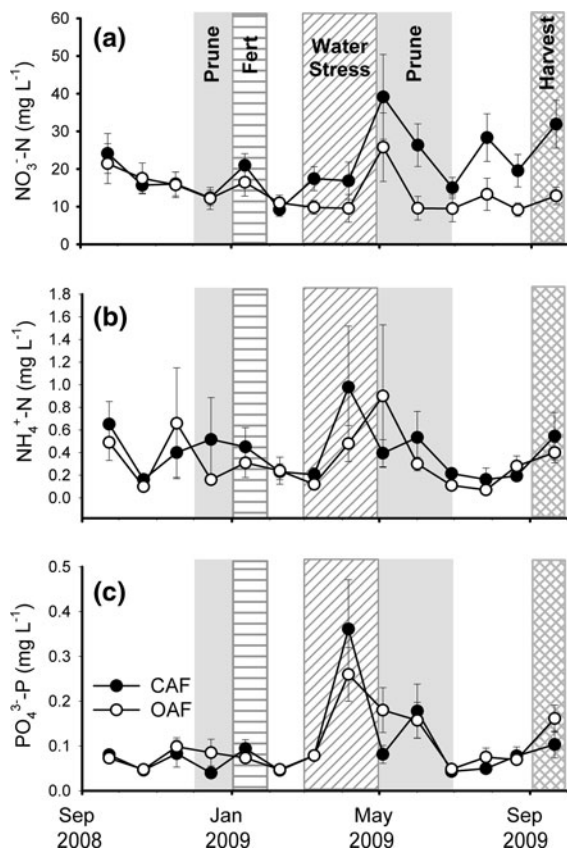 (a)
Prune
Fert
Water
Stress
Prune
Harvest
NO₃⁻-N (mg L⁻¹)
60
50
40
30
20
10
0
(b)
NH₄⁺-N (mg L⁻¹)
1.8
1.6
1.4
1.2
1.0
0.8
0.6
0.4
0.2
0.0
(c)
PO₄³⁻-P (mg L⁻¹)
0.5
0.4
0.3
0.2
0.1
0.0
CAF
OAF
Sep Jan May Sep
2008 2009 2009 2009